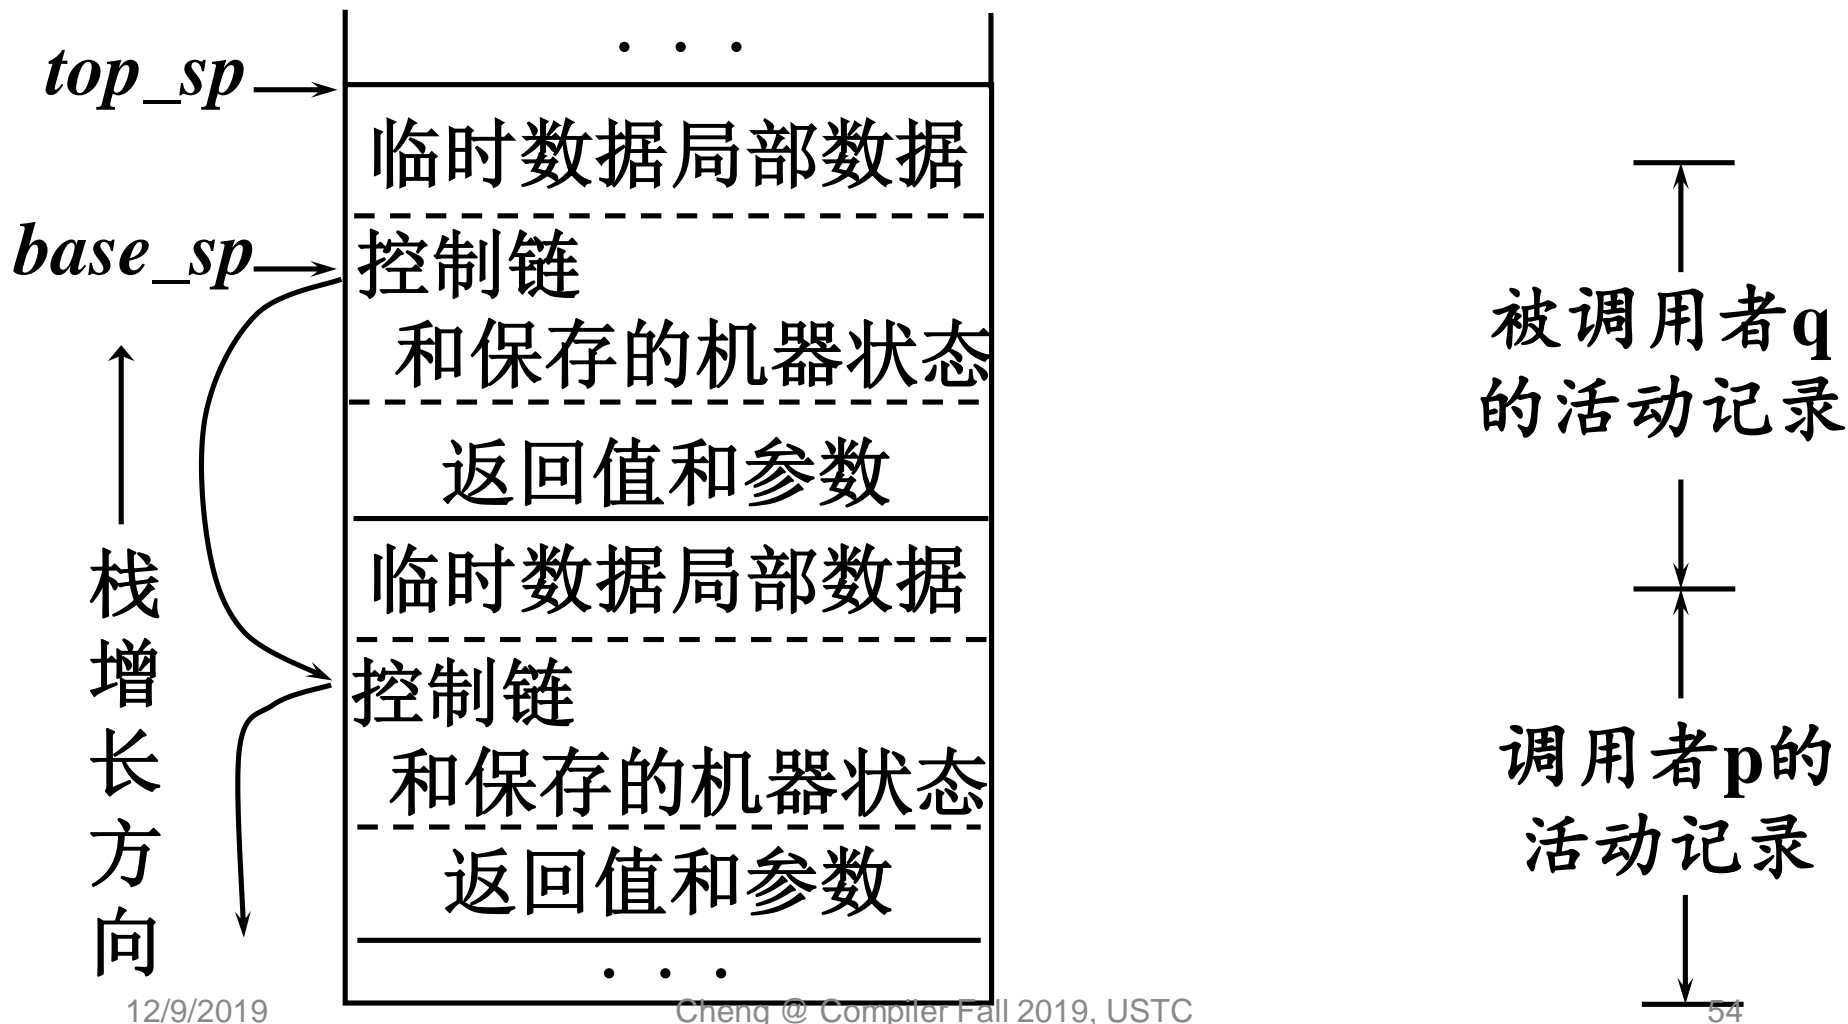 . . .
top_sp
临时数据局部数据
base_sp
控制链
和保存的机器状态
返回值和参数
临时数据局部数据
控制链
和保存的机器状态
返回值和参数
. . .
栈增长方向
被调用者q
的活动记录
调用者p的
活动记录
12/9/2019
Cheng @ Compiler Fall 2019, USTC
54